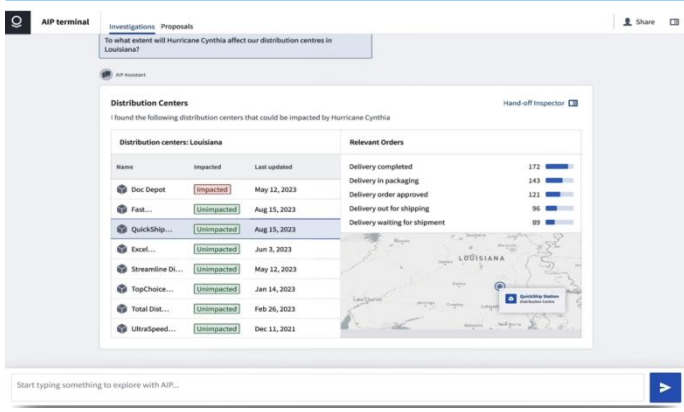 AIP terminal
Investigations Proposals
Share
To what extent will Hurricane Cynthia affect our distribution centres in
Louisiana?
AIP Assistant
Distribution Centers
Hand-off Inspector
I found the following distribution centers that could be impacted by Hurricane Cynthia
Distribution centers: Louisiana
Relevant Orders
Name Impacted Last updated
Doc Depot Impacted May 12, 2023
Fast... Unimpacted Aug 15, 2023
QuickShip... Unimpacted Aug 15, 2023
Excel... Unimpacted Jun 3, 2023
Streamline Di... Unimpacted May 12, 2023
TopChoice... Unimpacted Jan 14, 2023
Total Dist... Unimpacted Feb 26, 2023
UltraSpeed... Unimpacted Dec 11, 2021
Delivery completed 172
Delivery in packaging 143
Delivery order approved 121
Delivery out for shipping 96
Delivery waiting for shipment 89
LOUISIANA
QuickShip Station
Distribution Centre
Start typing something to explore with AIP...